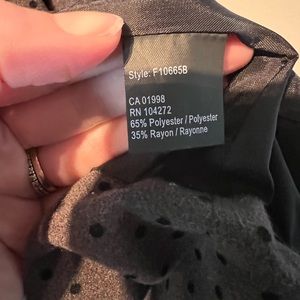 Style: F10665B
CA 01998
RN 104272
65% Polyester / Polyester
35% Rayon / Rayonne